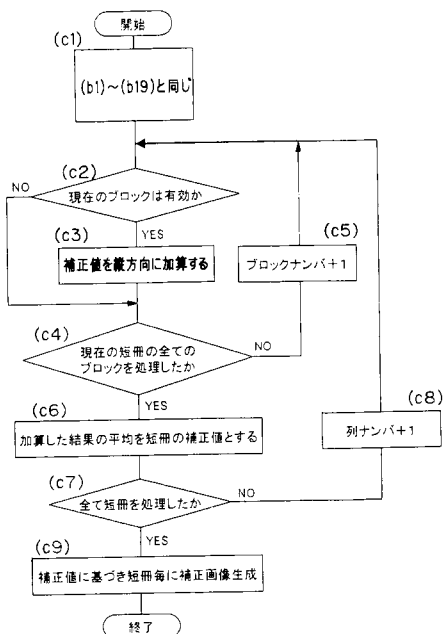 開始
(c1)
(b1)～(b19)と同じ
(c2)
NO
現在のブロックは有効か
YES
(c3)
補正値を縦方向に加算する
(c5)
ブロックナンバ+1
(c4)
現在の短冊の全ての
ブロックを処理したか
NO
YES
(c6)
加算した結果の平均を短冊の補正値とする
(c8)
列ナンバ+1
(c7)
全て短冊を処理したか
NO
YES
(c9)
補正値に基づき短冊毎に補正画像生成
終了